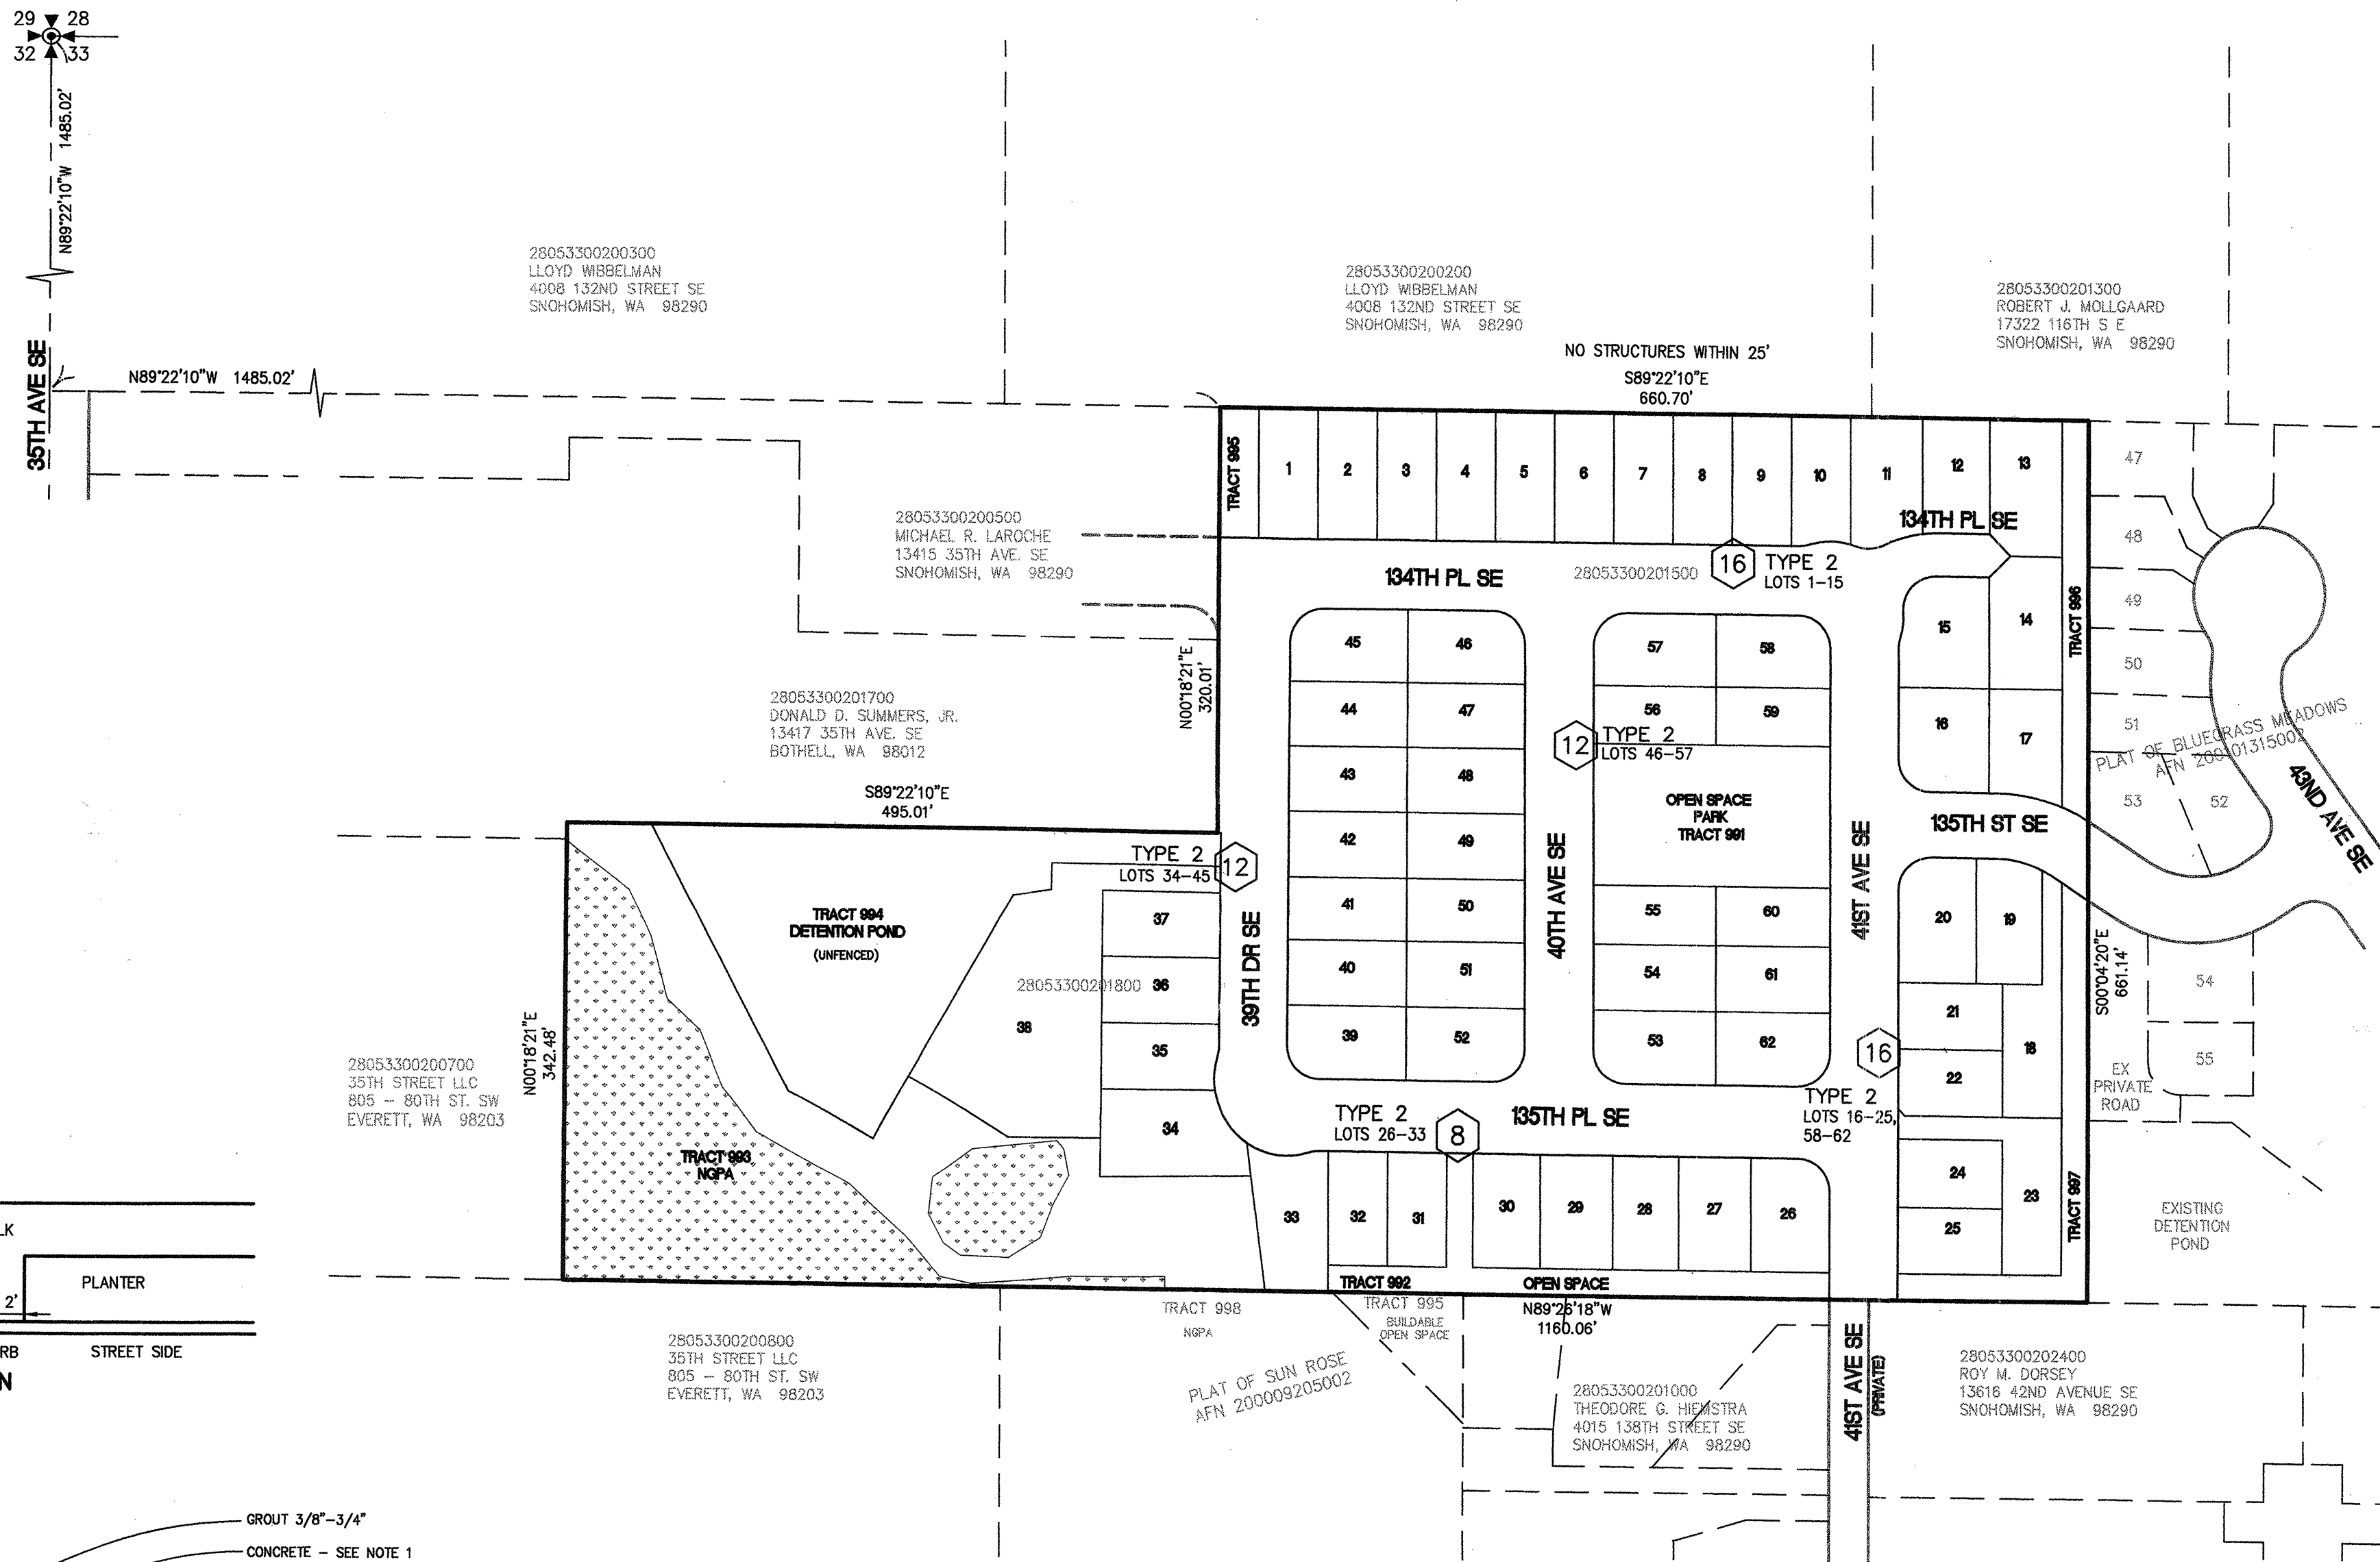 29 28
32 33
N89°22'10"W 1485.02'
35TH AVE SE
N89°22'10"W 1485.02'
28053300200300
LLOYD WIBBELMAN
4008 132ND STREET SE
SNOHOMISH, WA 98290
28053300200200
LLOYD WIBBELMAN
4008 132ND STREET SE
SNOHOMISH, WA 98290
28053300201300
ROBERT J. MOLLGAARD
17322 116TH S E
SNOHOMISH, WA 98290
NO STRUCTURES WITHIN 25'
S89°22'10"E
660.70'
TRACT 995
1 2 3 4 5 6 7 8 9 10 11 12 13
134TH PL SE
47
48
49
50
51
53 52
28053300200500
MICHAEL R. LAROCHE
13415 35TH AVE. SE
SNOHOMISH, WA 98290
134TH PL SE
28053300201500
16 TYPE 2
LOTS 1-15
TRACT 996
N00°18'21"E
320.01'
45 46
44 47
43 48
42 49
41 50
40 51
39 52
57 58
56 59
12 TYPE 2
LOTS 46-57
OPEN SPACE
PARK
TRACT 991
55 60
54 61
53 62
15 14
16 17
PLAT OF BLUEGRASS MEADOWS
AFN 200101315002
43ND AVE SE
135TH ST SE
28053300201700
DONALD D. SUMMERS, JR.
13417 35TH AVE. SE
BOTHELL, WA 98012
S89°22'10"E
495.01'
TYPE 2
LOTS 34-45
12
TRACT 994
DETENTION POND
(UNFENCED)
37
28053300201800 36
38
35
34
39TH DR SE
40TH AVE SE
41ST AVE SE
20 19
21
18
22
24
23
25
S00°04'20"E
661.14'
54
55
EX
PRIVATE
ROAD
EXISTING
DETENTION
POND
TRACT 997
16
TYPE 2
LOTS 16-25,
58-62
N00°18'21"E
342.48'
28053300200700
35TH STREET LLC
805 - 80TH ST. SW
EVERETT, WA 98203
TRACT 993
NGPA
TYPE 2
LOTS 26-33
8
135TH PL SE
33 32 31 30 29 28 27 26
TRACT 992
OPEN SPACE
N89°26'18"W
1160.06'
TRACT 998
NGPA
TRACT 995
BUILDABLE
OPEN SPACE
PLAT OF SUN ROSE
AFN 200009205002
28053300200800
35TH STREET LLC
805 - 80TH ST. SW
EVERETT, WA 98203
28053300201000
THEODORE G. HIEMSTRA
4015 138TH STREET SE
SNOHOMISH, WA 98290
41ST AVE SE
(PRIVATE)
28053300202400
ROY M. DORSEY
13616 42ND AVENUE SE
SNOHOMISH, WA 98290
LK
PLANTER
2'
RB
STREET SIDE
N
GROUT 3/8"-3/4"
CONCRETE - SEE NOTE 1